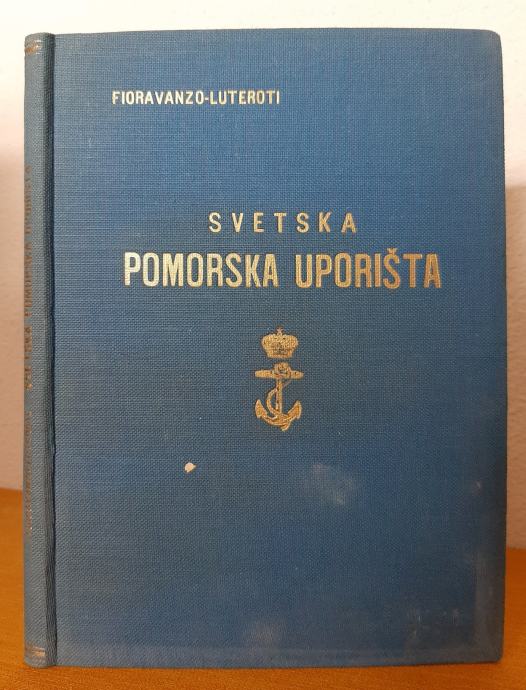 FIORAVANZO-LUTEROTI
SVETSKA
POMORSKA UPORIŠTA